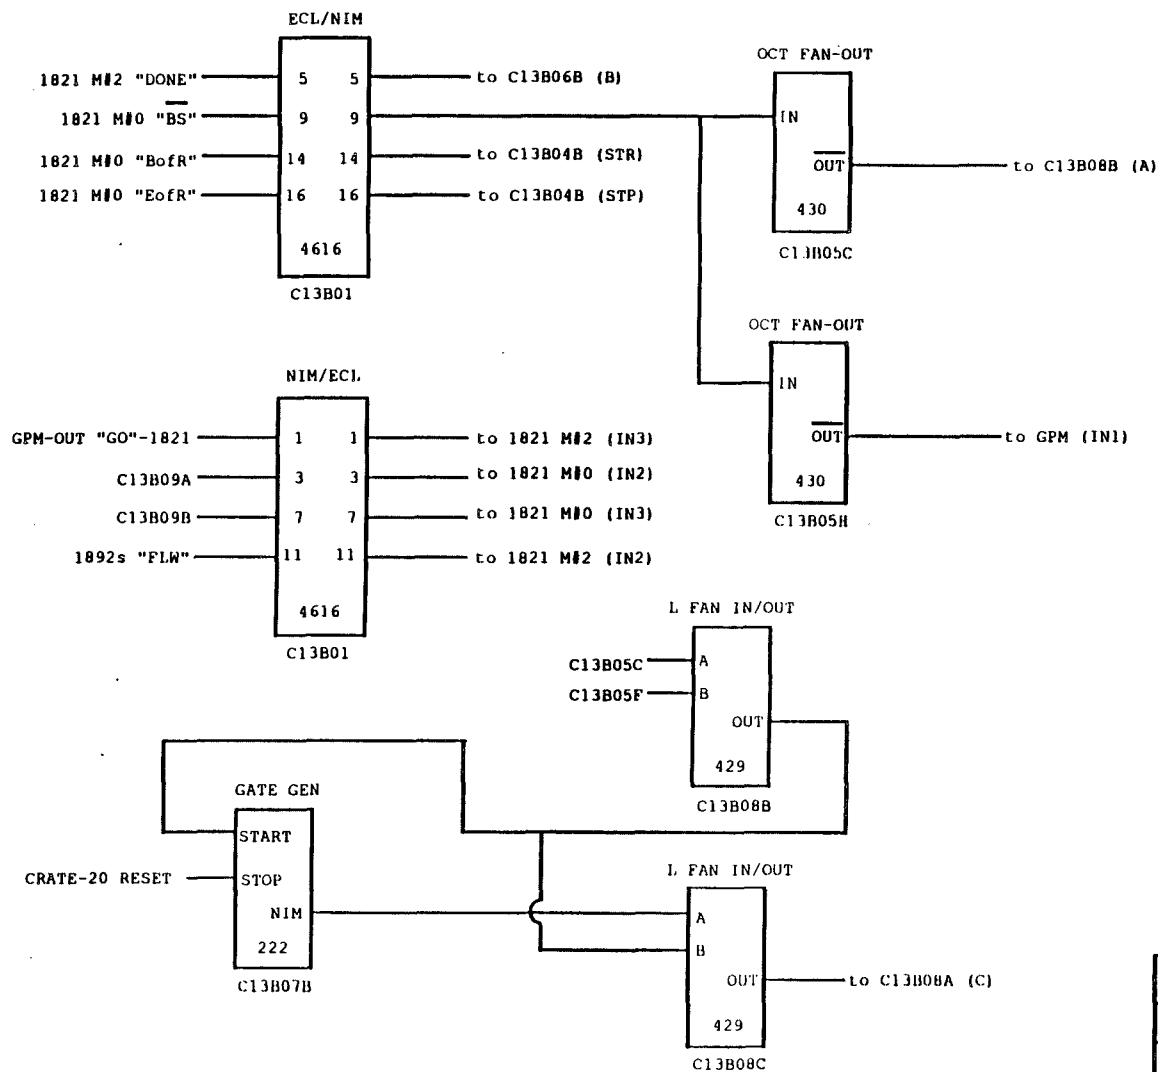 ECL/NIM
1821 M#2 "DONE" 5 5 to C13B06B (B)
1821 M#0 "B̅S̅" 9 9
1821 M#0 "BofR" 14 14 to C13B04B (STR)
1821 M#0 "EofR" 16 16 to C13B04B (STP)
4616
C13B01
OCT FAN-OUT
IN
O̅U̅T̅ to C13B08B (A)
430
C13B05C
OCT FAN-OUT
IN
O̅U̅T̅ to GPM (IN1)
430
C13B05H
NIM/ECL
GPM-OUT "GO"-1821 1 1 to 1821 M#2 (IN3)
C13B09A 3 3 to 1821 M#0 (IN2)
C13B09B 7 7 to 1821 M#0 (IN3)
1892s "FLW" 11 11 to 1821 M#2 (IN2)
4616
C13B01
L FAN IN/OUT
C13B05C A
C13B05F B
OUT
429
C13B08B
GATE GEN
START
CRATE-20 RESET STOP
NIM
222
C13B07B
L FAN IN/OUT
A
B
OUT to C13B08A (C)
429
C13B08C